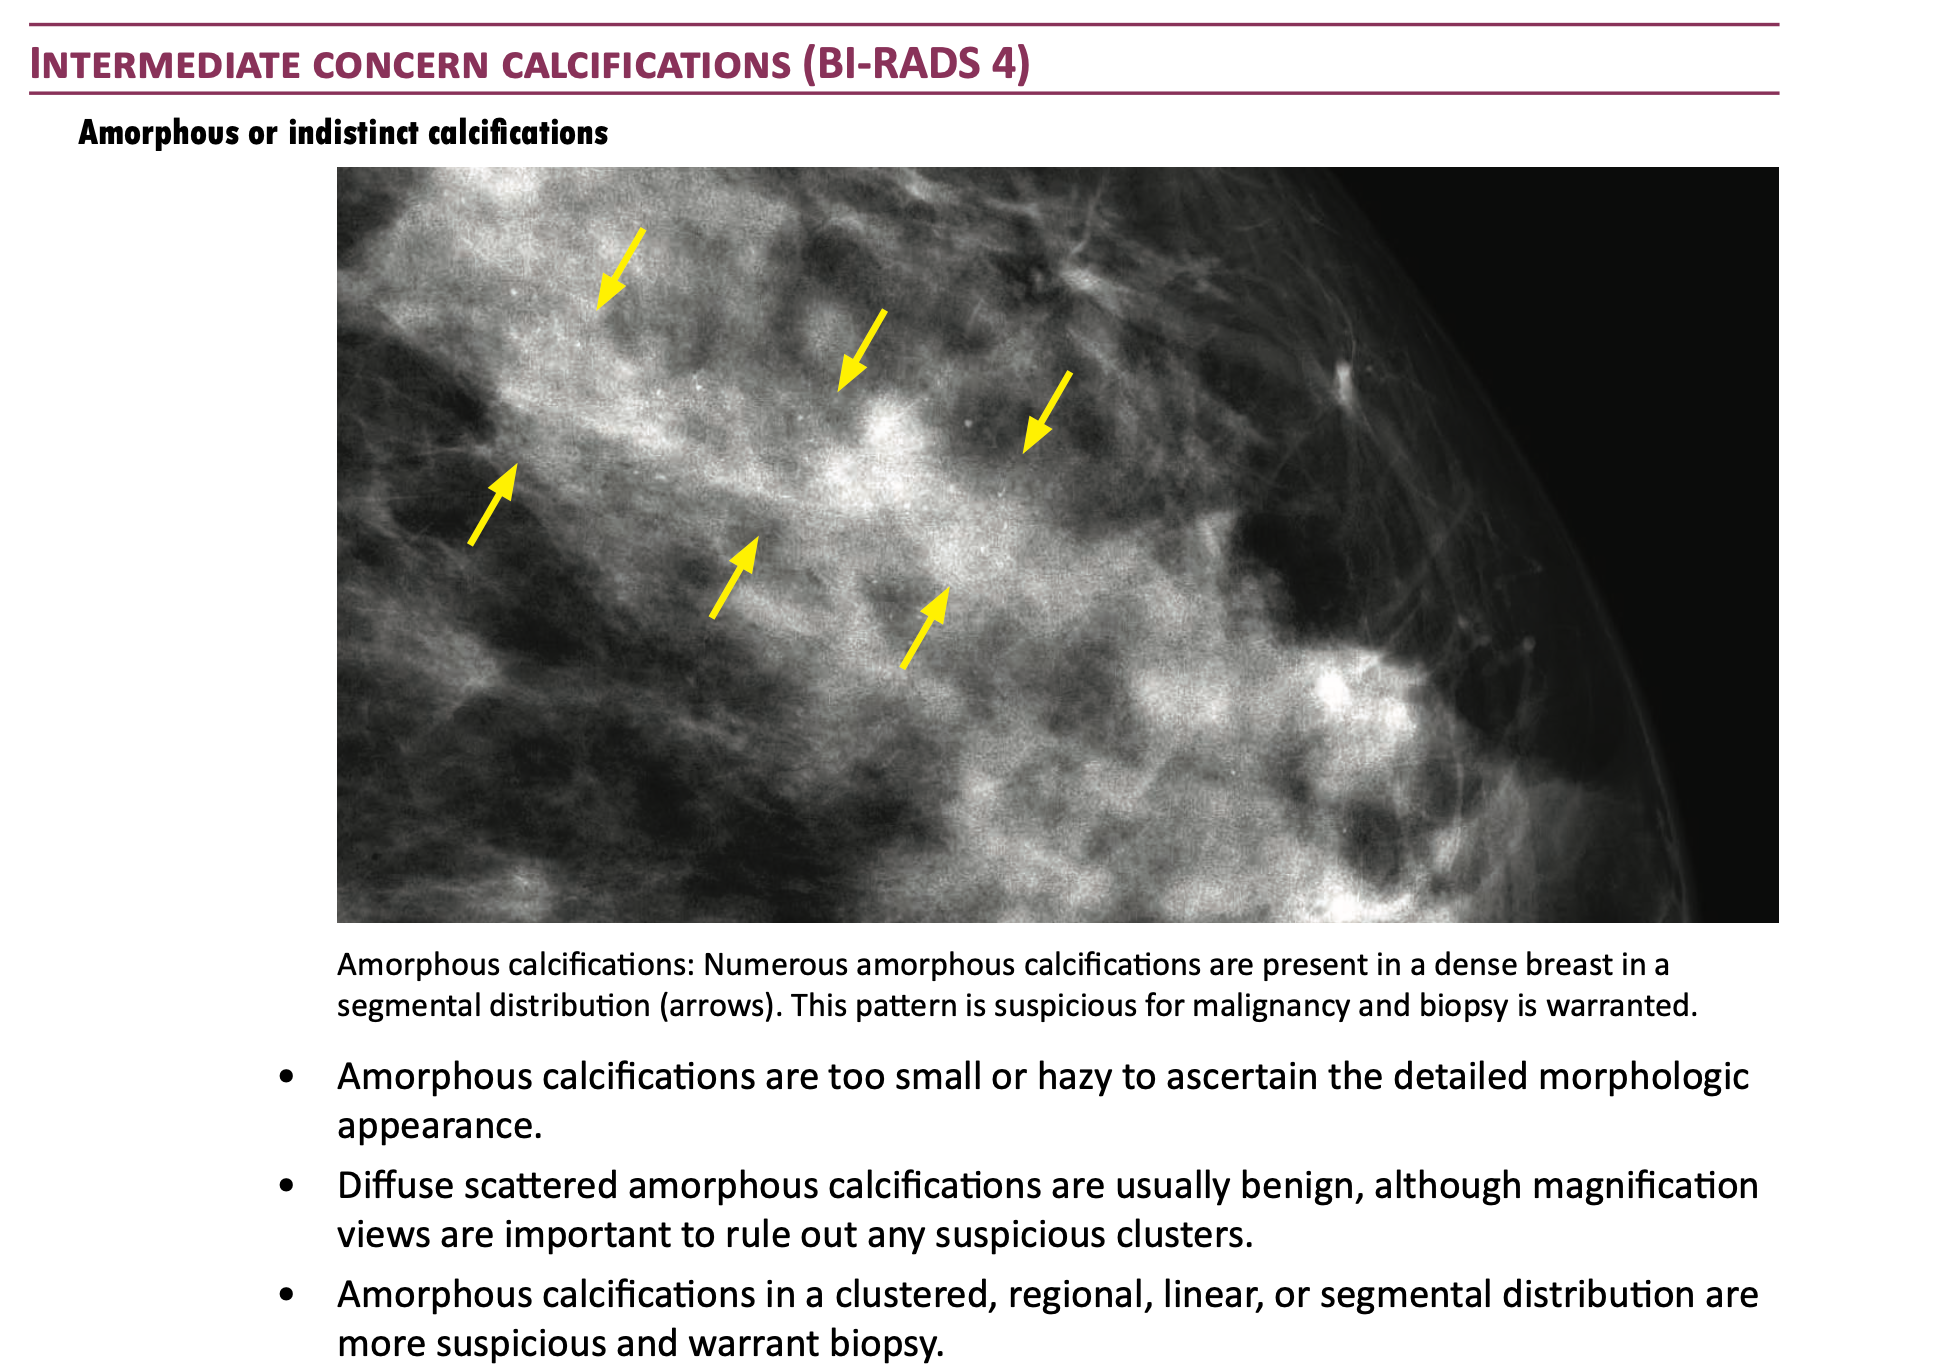 INTERMEDIATE CONCERN CALCIFICATIONS (BI-RADS 4)
Amorphous or indistinct calcifications
Amorphous calcifications: Numerous amorphous calcifications are present in a dense breast in a
segmental distribution (arrows). This pattern is suspicious for malignancy and biopsy is warranted.
• Amorphous calcifications are too small or hazy to ascertain the detailed morphologic
appearance.
• Diffuse scattered amorphous calcifications are usually benign, although magnification
views are important to rule out any suspicious clusters.
• Amorphous calcifications in a clustered, regional, linear, or segmental distribution are
more suspicious and warrant biopsy.